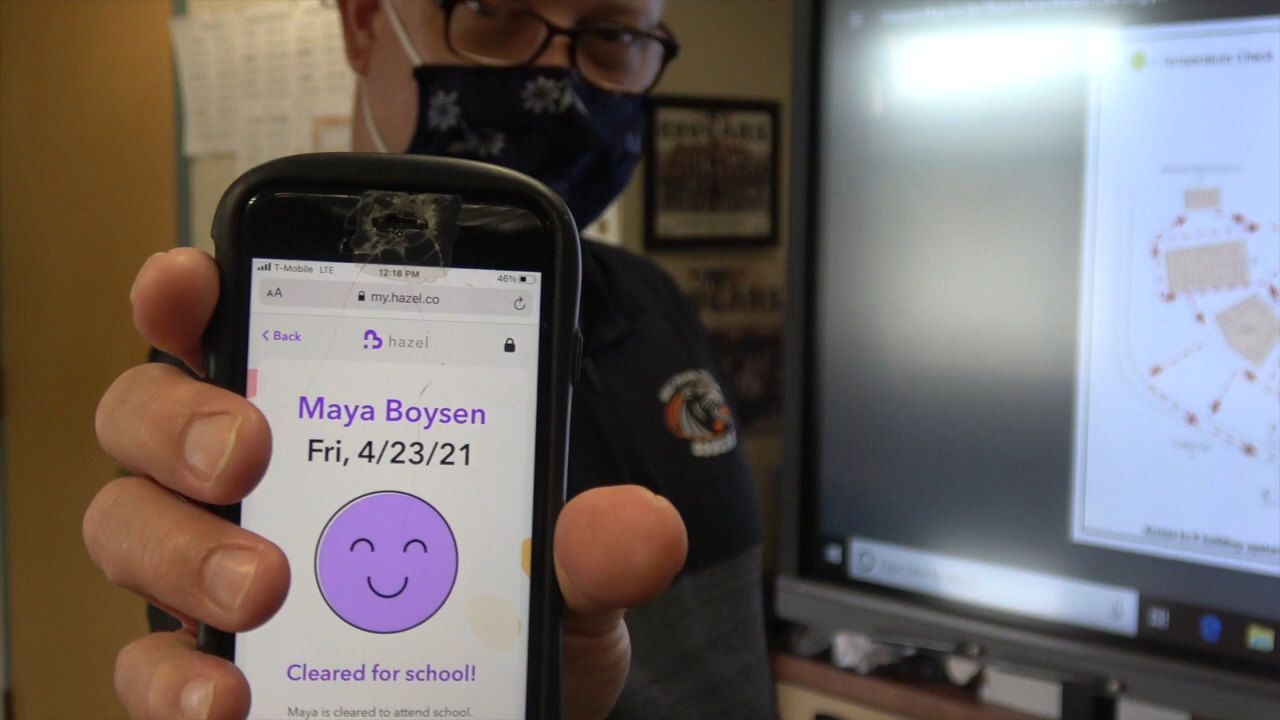 T-Mobile LTE 12:18 PM 46%
AA my.hazel.co
Back hazel
Maya Boysen
Fri, 4/23/21
Cleared for school!
Maya is cleared to attend school.
COUGARS
Temperature Check